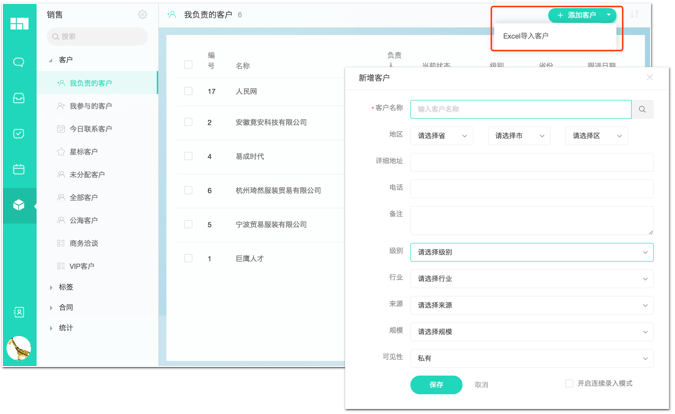 销售
搜索
客户
我负责的客户
我参与的客户
今日联系客户
星标客户
未分配客户
全部客户
公海客户
商务洽谈
VIP客户
标签
合同
统计
我负责的客户 6
+ 添加客户
Excel导入客户
编号 名称 负责人 当前状态 级别 省份 跟进日期
17 人民网
2 安徽竟安科技有限公司
4 易成时代
6 杭州琦然服装贸易有限公司
5 宁波贸易服装有限公司
1 巨鹰人才
新增客户
*客户名称 输入客户名称
地区 请选择省 请选择市 请选择区
详细地址
电话
备注
级别 请选择级别
行业 请选择行业
来源 请选择来源
规模 请选择规模
可见性 私有
保存 取消 开启连续录入模式